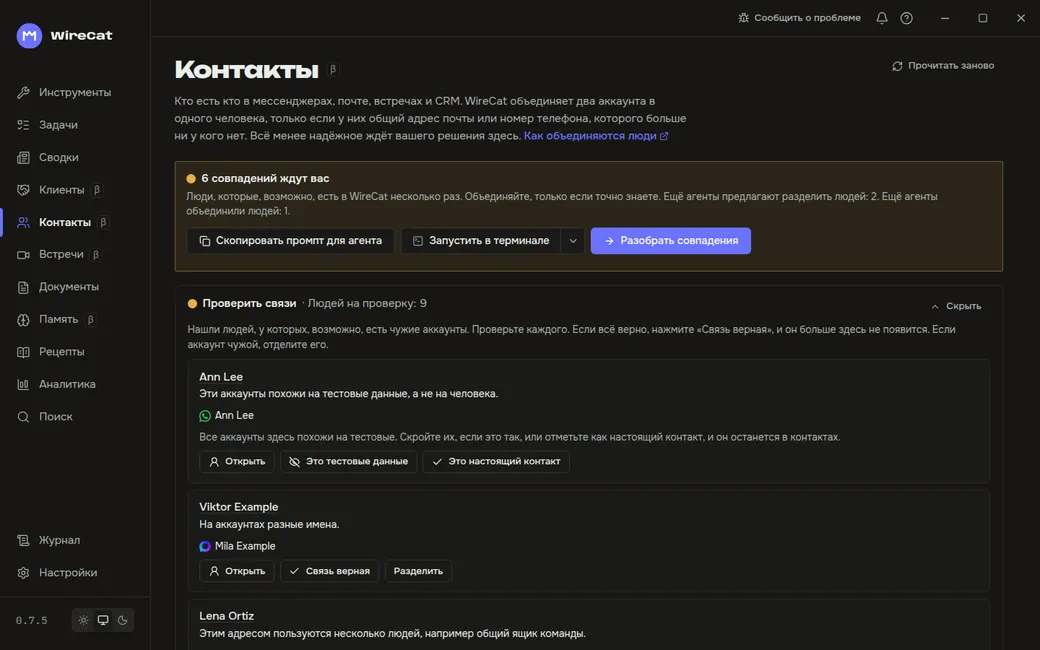 WireCat
Сообщить о проблеме
Инструменты
Задачи
Сводки
Клиенты β
Контакты β
Встречи β
Документы
Память β
Рецепты
Аналитика
Поиск
Журнал
Настройки
0.7.5
Контакты β
Прочитать заново
Кто есть кто в мессенджерах, почте, встречах и CRM. WireCat объединяет два аккаунта в
одного человека, только если у них общий адрес почты или номер телефона, которого больше
ни у кого нет. Всё менее надёжное ждёт вашего решения здесь. Как объединяются люди
6 совпадений ждут вас
Люди, которые, возможно, есть в WireCat несколько раз. Объединяйте, только если точно знаете. Ещё агенты предлагают разделить людей: 2. Ещё агенты
объединили людей: 1.
Скопировать промпт для агента
Запустить в терминале
Разобрать совпадения
Проверить связи · Людей на проверку: 9
Скрыть
Нашли людей, у которых, возможно, есть чужие аккаунты. Проверьте каждого. Если всё верно, нажмите «Связь верная», и он больше здесь не появится. Если
аккаунт чужой, отделите его.
Ann Lee
Эти аккаунты похожи на тестовые данные, а не на человека.
Ann Lee
Все аккаунты здесь похожи на тестовые. Скройте их, если это так, или отметьте как настоящий контакт, и он останется в контактах.
Открыть
Это тестовые данные
Это настоящий контакт
Viktor Example
На аккаунтах разные имена.
Mila Example
Открыть
Связь верная
Разделить
Lena Ortiz
Этим адресом пользуются несколько людей, например общий ящик команды.